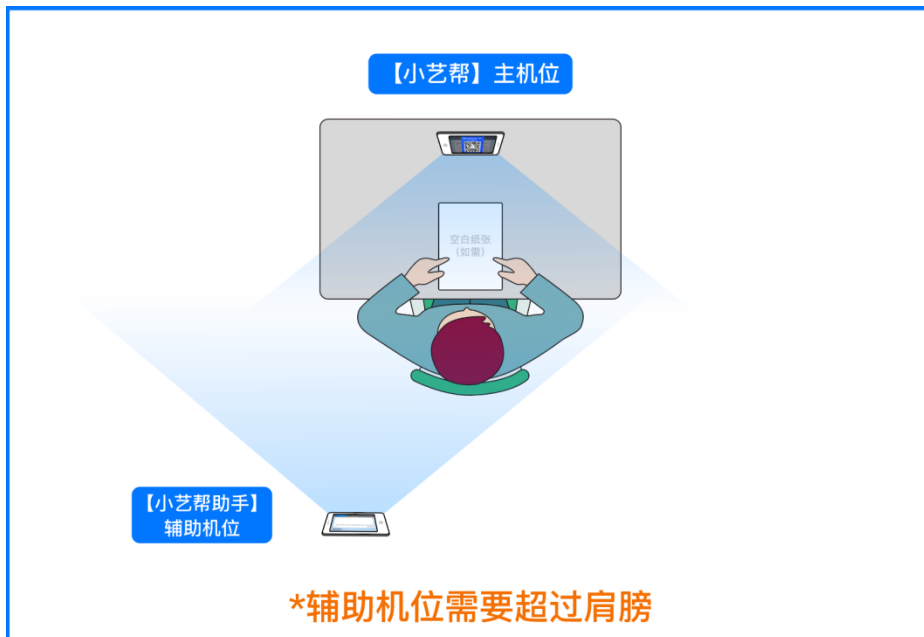 【小艺帮】主机位
空白纸张
（如需）
【小艺帮助手】
辅助机位
*辅助机位需要超过肩膀